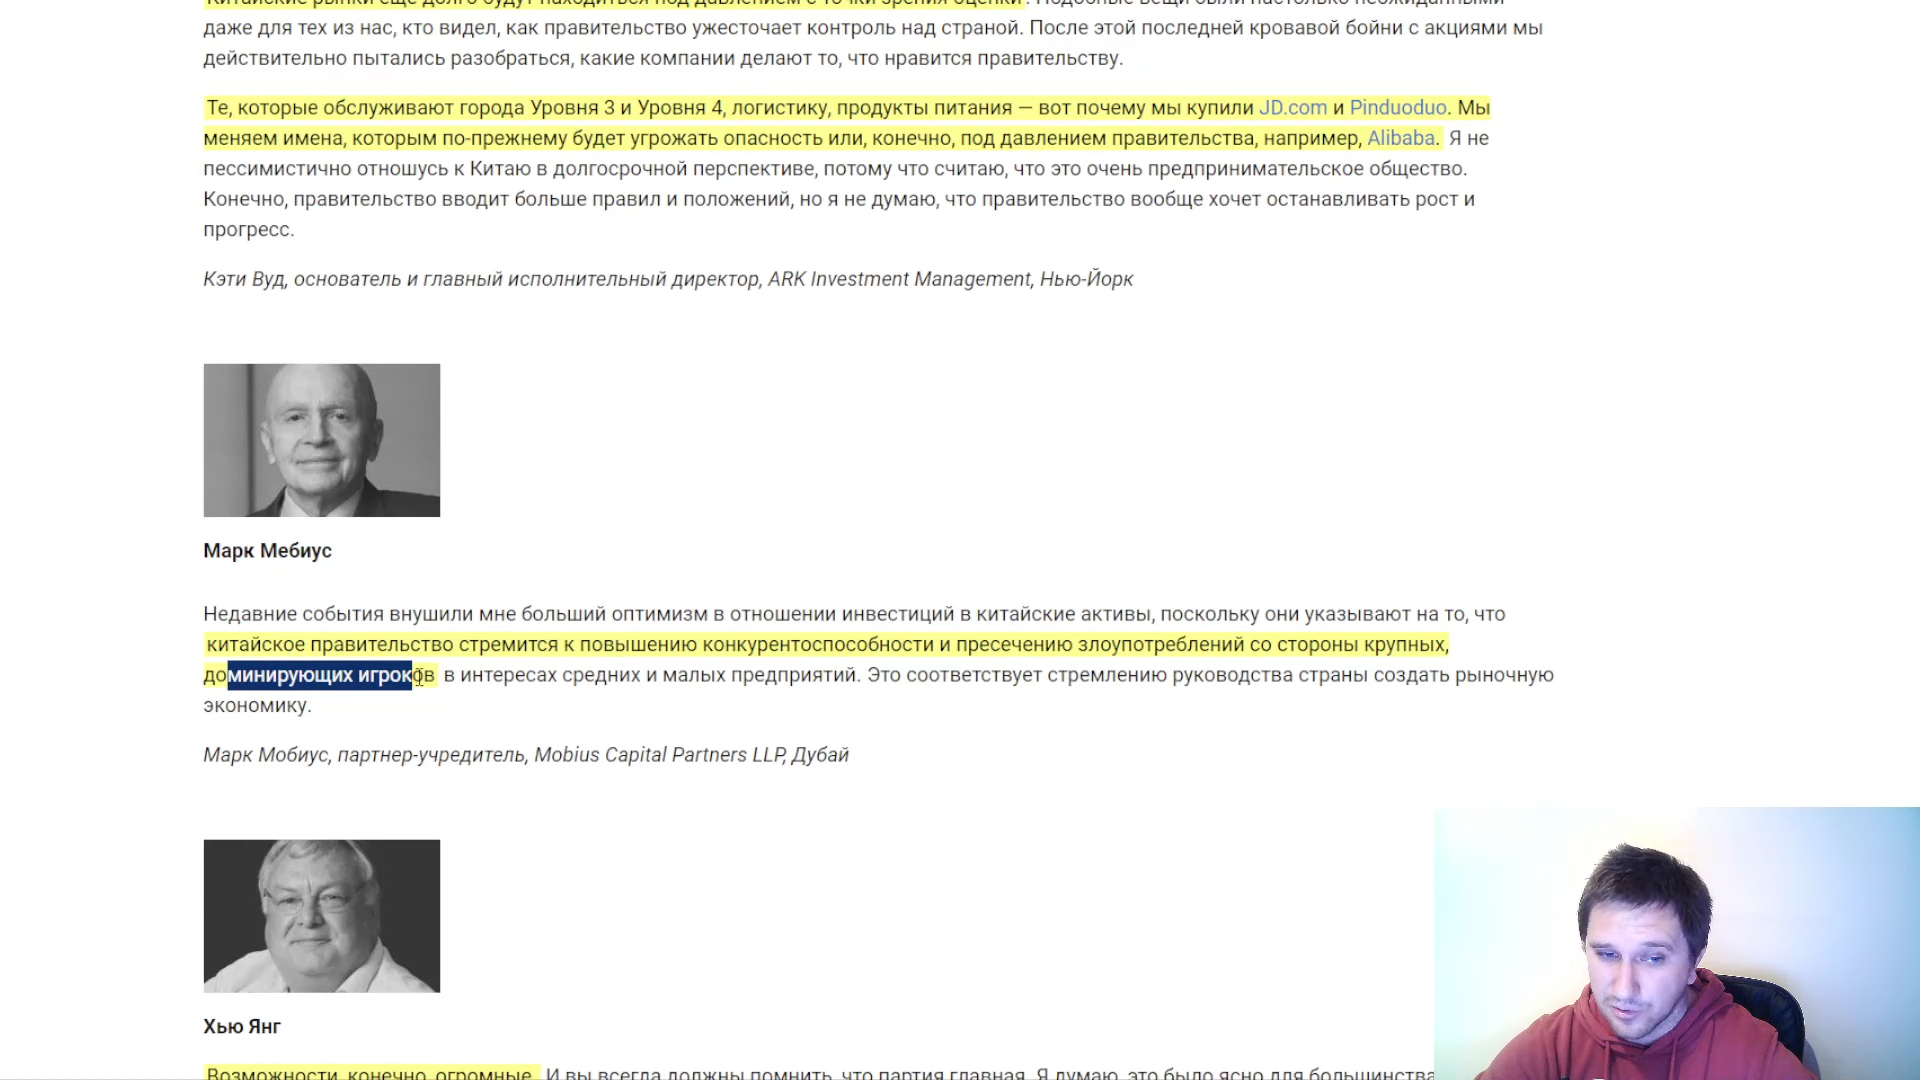 Китайские рынки еще долго будут находиться под давлением с точки зрения оценки . Подобные вещи были настолько неожиданными
даже для тех из нас, кто видел, как правительство ужесточает контроль над страной. После этой последней кровавой бойни с акциями мы
действительно пытались разобраться, какие компании делают то, что нравится правительству.
Те, которые обслуживают города Уровня 3 и Уровня 4, логистику, продукты питания — вот почему мы купили JD.com и Pinduoduo. Мы
меняем имена, которым по-прежнему будет угрожать опасность или, конечно, под давлением правительства, например, Alibaba. Я не
пессимистично отношусь к Китаю в долгосрочной перспективе, потому что считаю, что это очень предпринимательское общество.
Конечно, правительство вводит больше правил и положений, но я не думаю, что правительство вообще хочет останавливать рост и
прогресс.
Кэти Вуд, основатель и главный исполнительный директор, ARK Investment Management, Нью-Йорк
Марк Мебиус
Недавние события внушили мне больший оптимизм в отношении инвестиций в китайские активы, поскольку они указывают на то, что
китайское правительство стремится к повышению конкурентоспособности и пресечению злоупотреблений со стороны крупных,
доминирующих игроков в интересах средних и малых предприятий. Это соответствует стремлению руководства страны создать рыночную
экономику.
Марк Мобиус, партнер-учредитель, Mobius Capital Partners LLP, Дубай
Хью Янг
Возможности, конечно, огромные. И вы всегда должны помнить, что партия главная. Я думаю, это было ясно для большинства